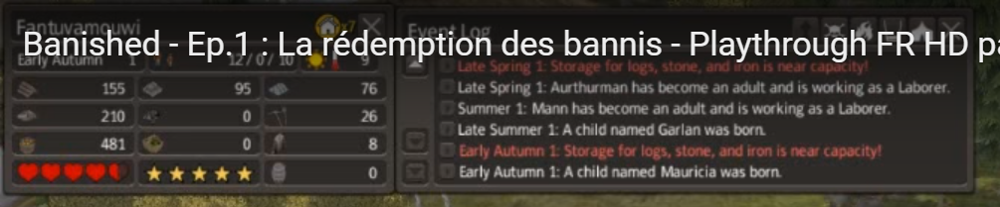 Fantuvamouwi
x7
Event Log
Banished - Ep.1 : La rédemption des bannis - Playthrough FR HD pa
Early Autumn 1
12 / 0 / 10
9
155 95 76
210 0 26
481 0 8
0
Late Spring 1: Storage for logs, stone, and iron is near capacity!
Late Spring 1: Aurthurman has become an adult and is working as a Laborer.
Summer 1: Mann has become an adult and is working as a Laborer.
Late Summer 1: A child named Garlan was born.
Early Autumn 1: Storage for logs, stone, and iron is near capacity!
Early Autumn 1: A child named Mauricia was born.